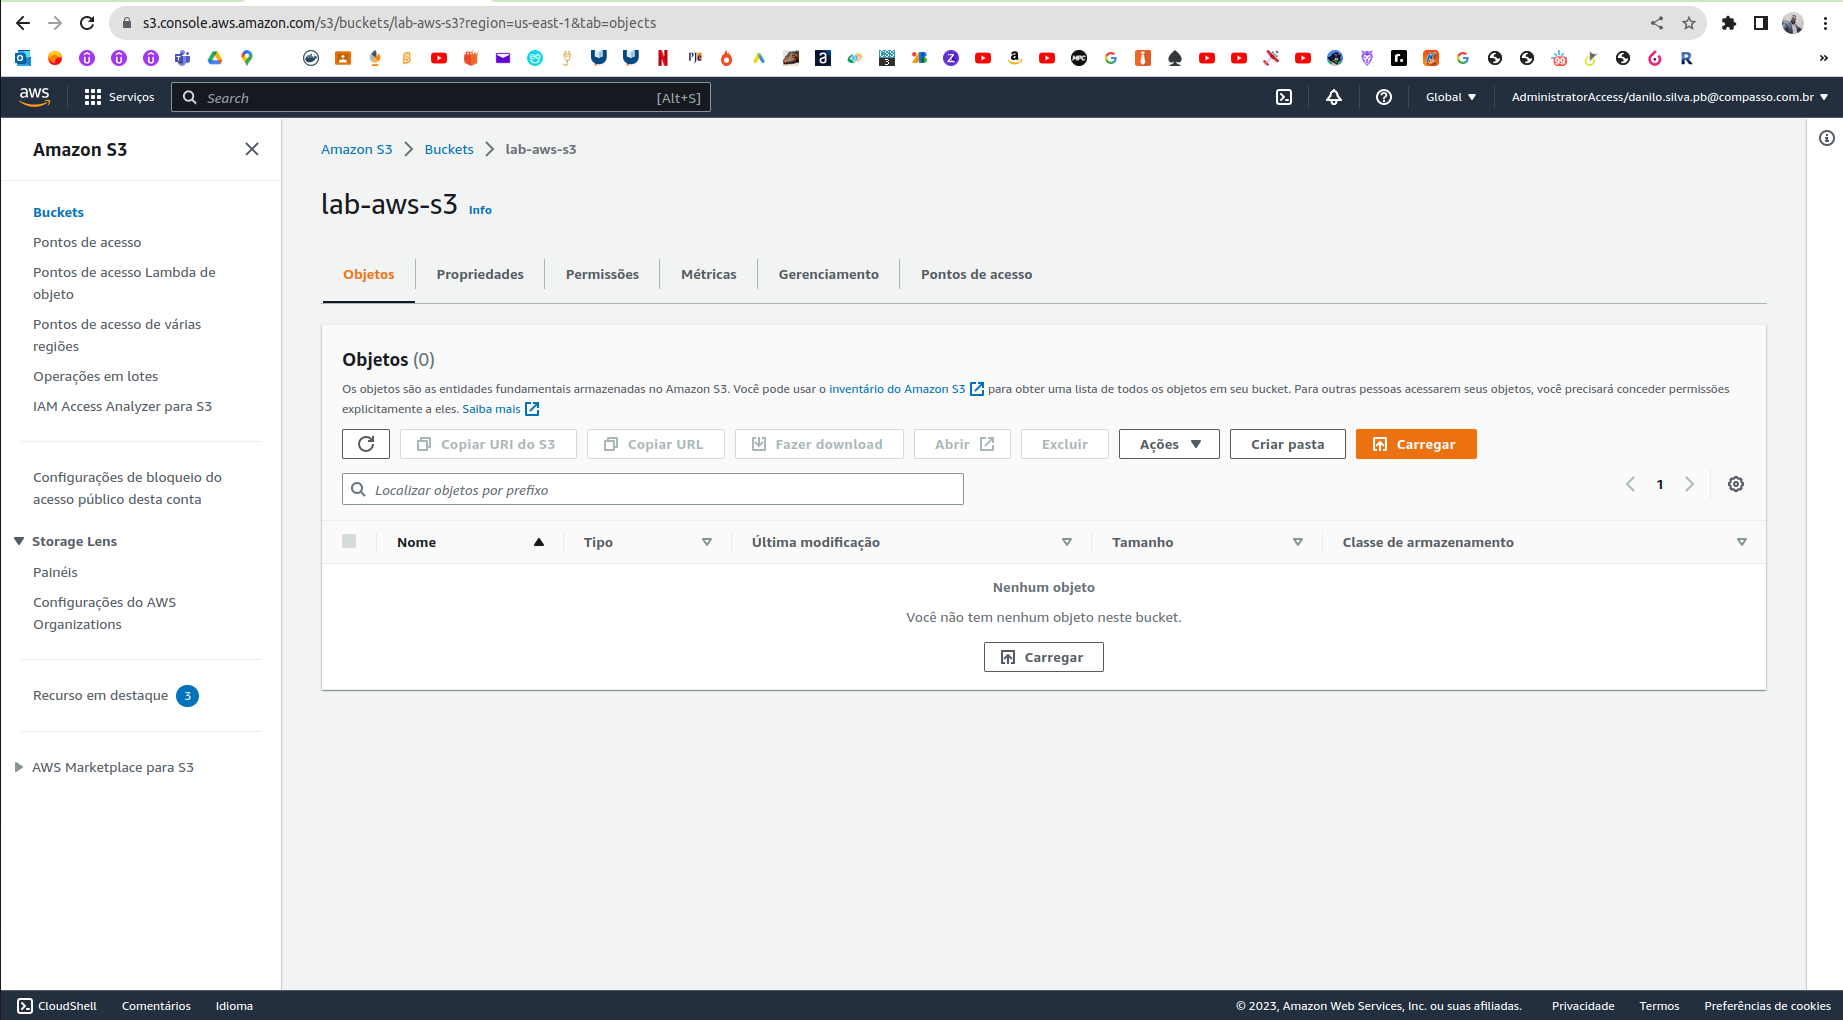 s3.console.aws.amazon.com/s3/buckets/lab-aws-s3?region=us-east-1&tab=objects
aws Serviços Search [Alt+S] Global AdministratorAccess/danilo.silva.pb@compasso.com.br
Amazon S3
Buckets
Pontos de acesso
Pontos de acesso Lambda de
objeto
Pontos de acesso de várias
regiões
Operações em lotes
IAM Access Analyzer para S3
Configurações de bloqueio do
acesso público desta conta
Storage Lens
Painéis
Configurações do AWS
Organizations
Recurso em destaque 3
AWS Marketplace para S3
Amazon S3 Buckets lab-aws-s3
lab-aws-s3 Info
Objetos Propriedades Permissões Métricas Gerenciamento Pontos de acesso
Objetos (0)
Os objetos são as entidades fundamentais armazenadas no Amazon S3. Você pode usar o inventário do Amazon S3 para obter uma lista de todos os objetos em seu bucket. Para outras pessoas acessarem seus objetos, você precisará conceder permissões
explicitamente a eles. Saiba mais
Copiar URI do S3 Copiar URL Fazer download Abrir Excluir Ações Criar pasta Carregar
Localizar objetos por prefixo 1
Nome Tipo Última modificação Tamanho Classe de armazenamento
Nenhum objeto
Você não tem nenhum objeto neste bucket.
Carregar
CloudShell Comentários Idioma © 2023, Amazon Web Services, Inc. ou suas afiliadas. Privacidade Termos Preferências de cookies